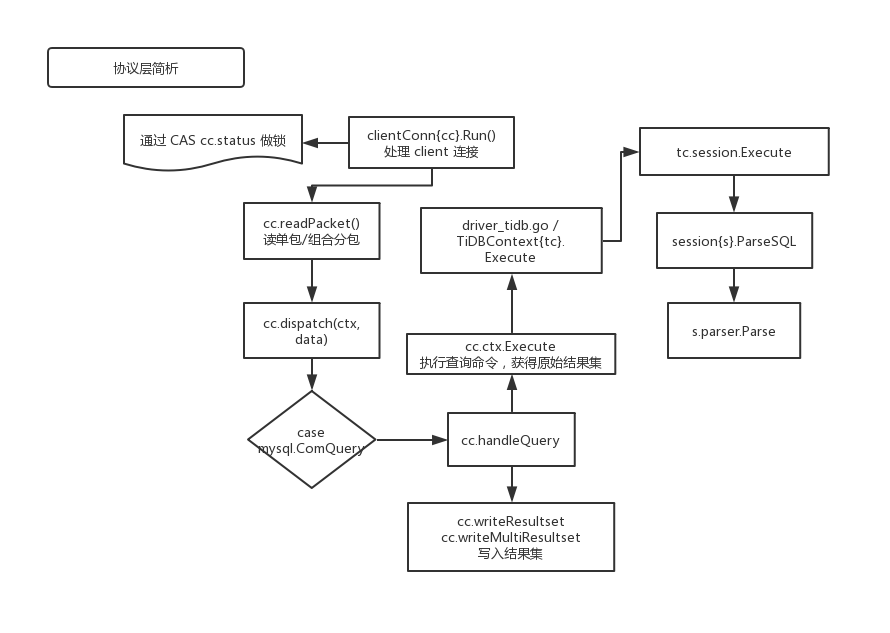 协议层简析
通过 CAS cc.status 做锁
clientConn{cc}.Run()
处理 client 连接
cc.readPacket()
读单包/组合分包
cc.dispatch(ctx,
data)
case
mysql.ComQuery
cc.handleQuery
cc.writeResultset
cc.writeMultiResultset
写入结果集
cc.ctx.Execute
执行查询命令，获得原始结果集
driver_tidb.go /
TiDBContext{tc}.
Execute
tc.session.Execute
session{s}.ParseSQL
s.parser.Parse